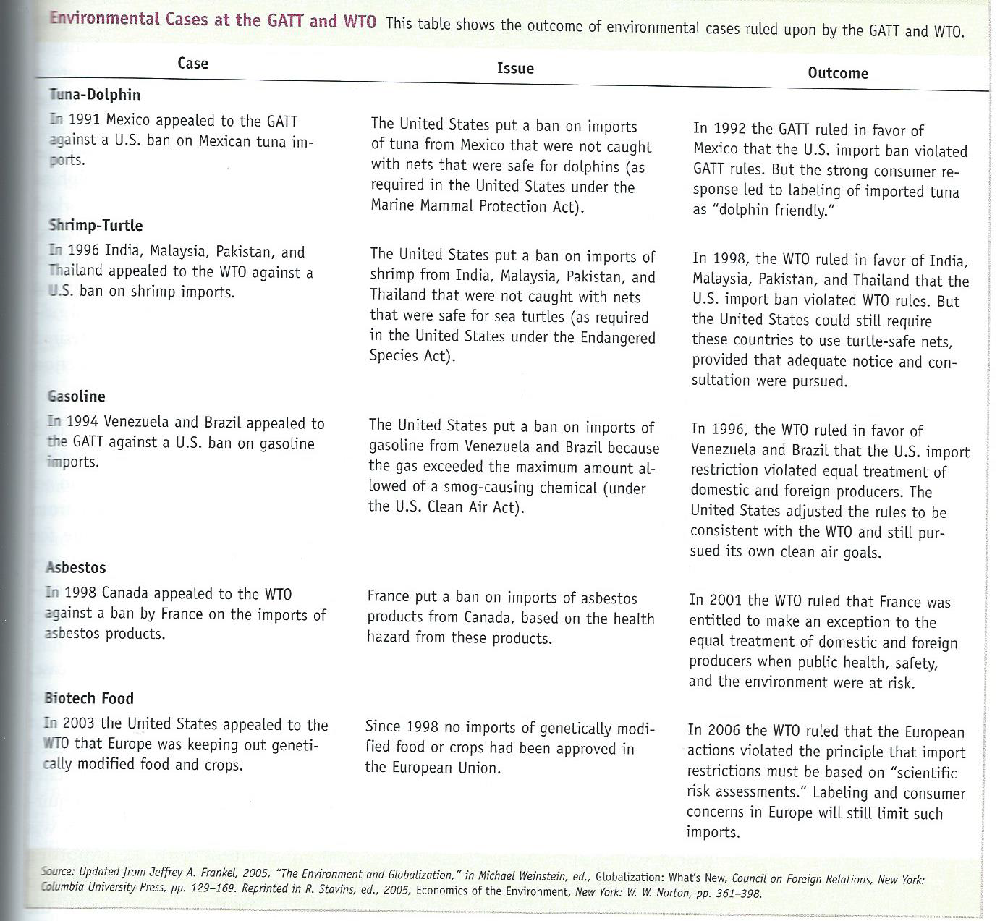 Environmental Cases at the GATT and WTO This table shows the outcome of environmental cases ruled upon by the GATT and WTO.
Case
Issue
Outcome
Tuna-Dolphin
In 1991 Mexico appealed to the GATT
against a U.S. ban on Mexican tuna im-
ports.
The United States put a ban on imports
of tuna from Mexico that were not caught
with nets that were safe for dolphins (as
required in the United States under the
Marine Mammal Protection Act).
In 1992 the GATT ruled in favor of
Mexico that the U.S. import ban violated
GATT rules. But the strong consumer re-
sponse led to labeling of imported tuna
as “dolphin friendly.”
Shrimp-Turtle
In 1996 India, Malaysia, Pakistan, and
Thailand appealed to the WTO against a
U.S. ban on shrimp imports.
The United States put a ban on imports of
shrimp from India, Malaysia, Pakistan, and
Thailand that were not caught with nets
that were safe for sea turtles (as required
in the United States under the Endangered
Species Act).
In 1998, the WTO ruled in favor of India,
Malaysia, Pakistan, and Thailand that the
U.S. import ban violated WTO rules. But
the United States could still require
these countries to use turtle-safe nets,
provided that adequate notice and con-
sultation were pursued.
Gasoline
In 1994 Venezuela and Brazil appealed to
the GATT against a U.S. ban on gasoline
imports.
The United States put a ban on imports of
gasoline from Venezuela and Brazil because
the gas exceeded the maximum amount al-
lowed of a smog-causing chemical (under
the U.S. Clean Air Act).
In 1996, the WTO ruled in favor of
Venezuela and Brazil that the U.S. import
restriction violated equal treatment of
domestic and foreign producers. The
United States adjusted the rules to be
consistent with the WTO and still pur-
sued its own clean air goals.
Asbestos
In 1998 Canada appealed to the WTO
against a ban by France on the imports of
asbestos products.
France put a ban on imports of asbestos
products from Canada, based on the health
hazard from these products.
In 2001 the WTO ruled that France was
entitled to make an exception to the
equal treatment of domestic and foreign
producers when public health, safety,
and the environment were at risk.
Biotech Food
In 2003 the United States appealed to the
WTO that Europe was keeping out geneti-
cally modified food and crops.
Since 1998 no imports of genetically modi-
fied food or crops had been approved in
the European Union.
In 2006 the WTO ruled that the European
actions violated the principle that import
restrictions must be based on “scientific
risk assessments.” Labeling and consumer
concerns in Europe will still limit such
imports.
Source: Updated from Jeffrey A. Frankel, 2005, “The Environment and Globalization,” in Michael Weinstein, ed., Globalization: What’s New, Council on Foreign Relations, New York:
Columbia University Press, pp. 129–169. Reprinted in R. Stavins, ed., 2005, Economics of the Environment, New York: W. W. Norton, pp. 361–398.